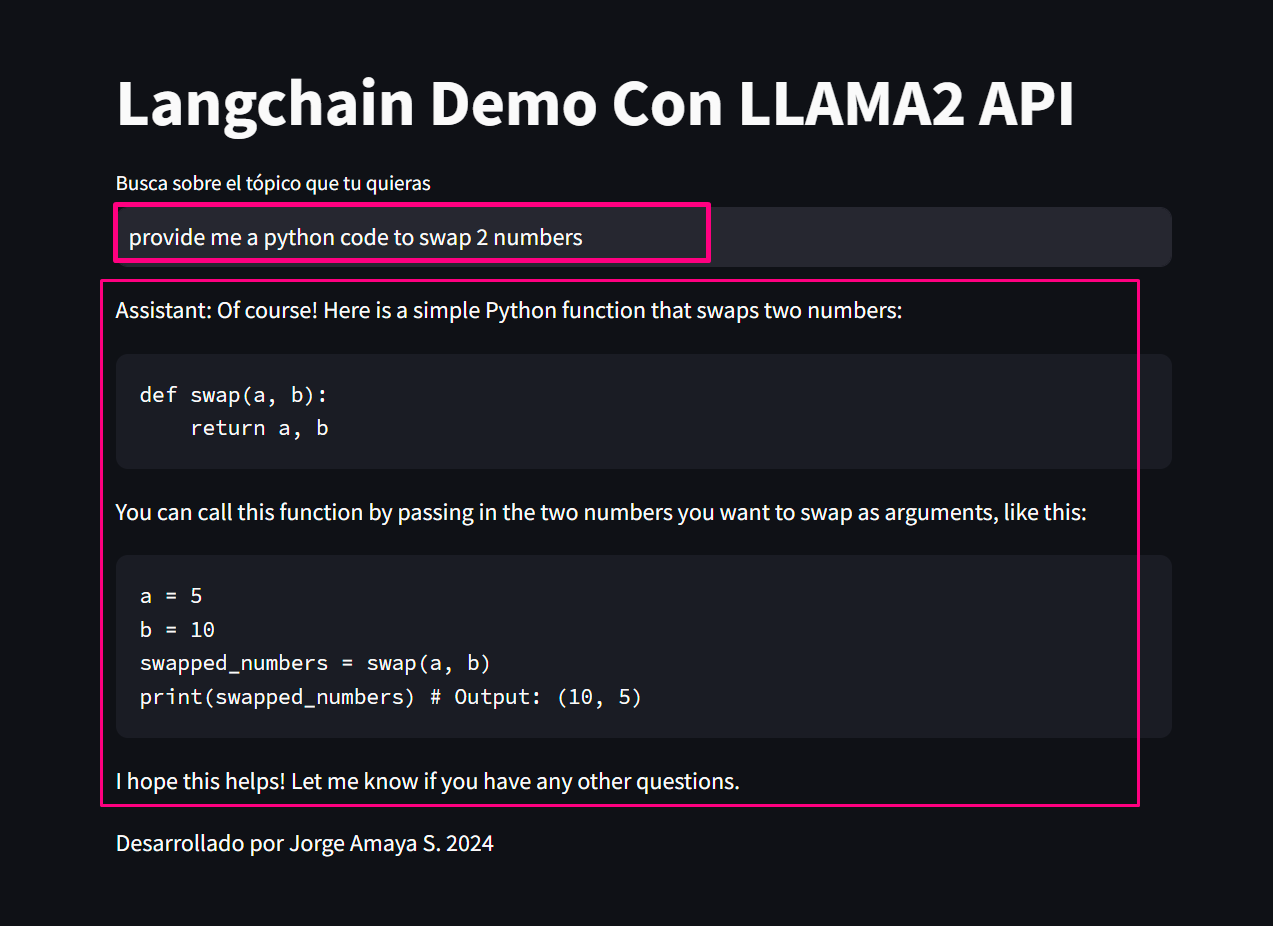 Langchain Demo Con LLAMA2 API
Busca sobre el tópico que tu quieras
provide me a python code to swap 2 numbers
Assistant: Of course! Here is a simple Python function that swaps two numbers:
def swap(a, b):
    return a, b
You can call this function by passing in the two numbers you want to swap as arguments, like this:
a = 5
b = 10
swapped_numbers = swap(a, b)
print(swapped_numbers) # Output: (10, 5)
I hope this helps! Let me know if you have any other questions.
Desarrollado por Jorge Amaya S. 2024